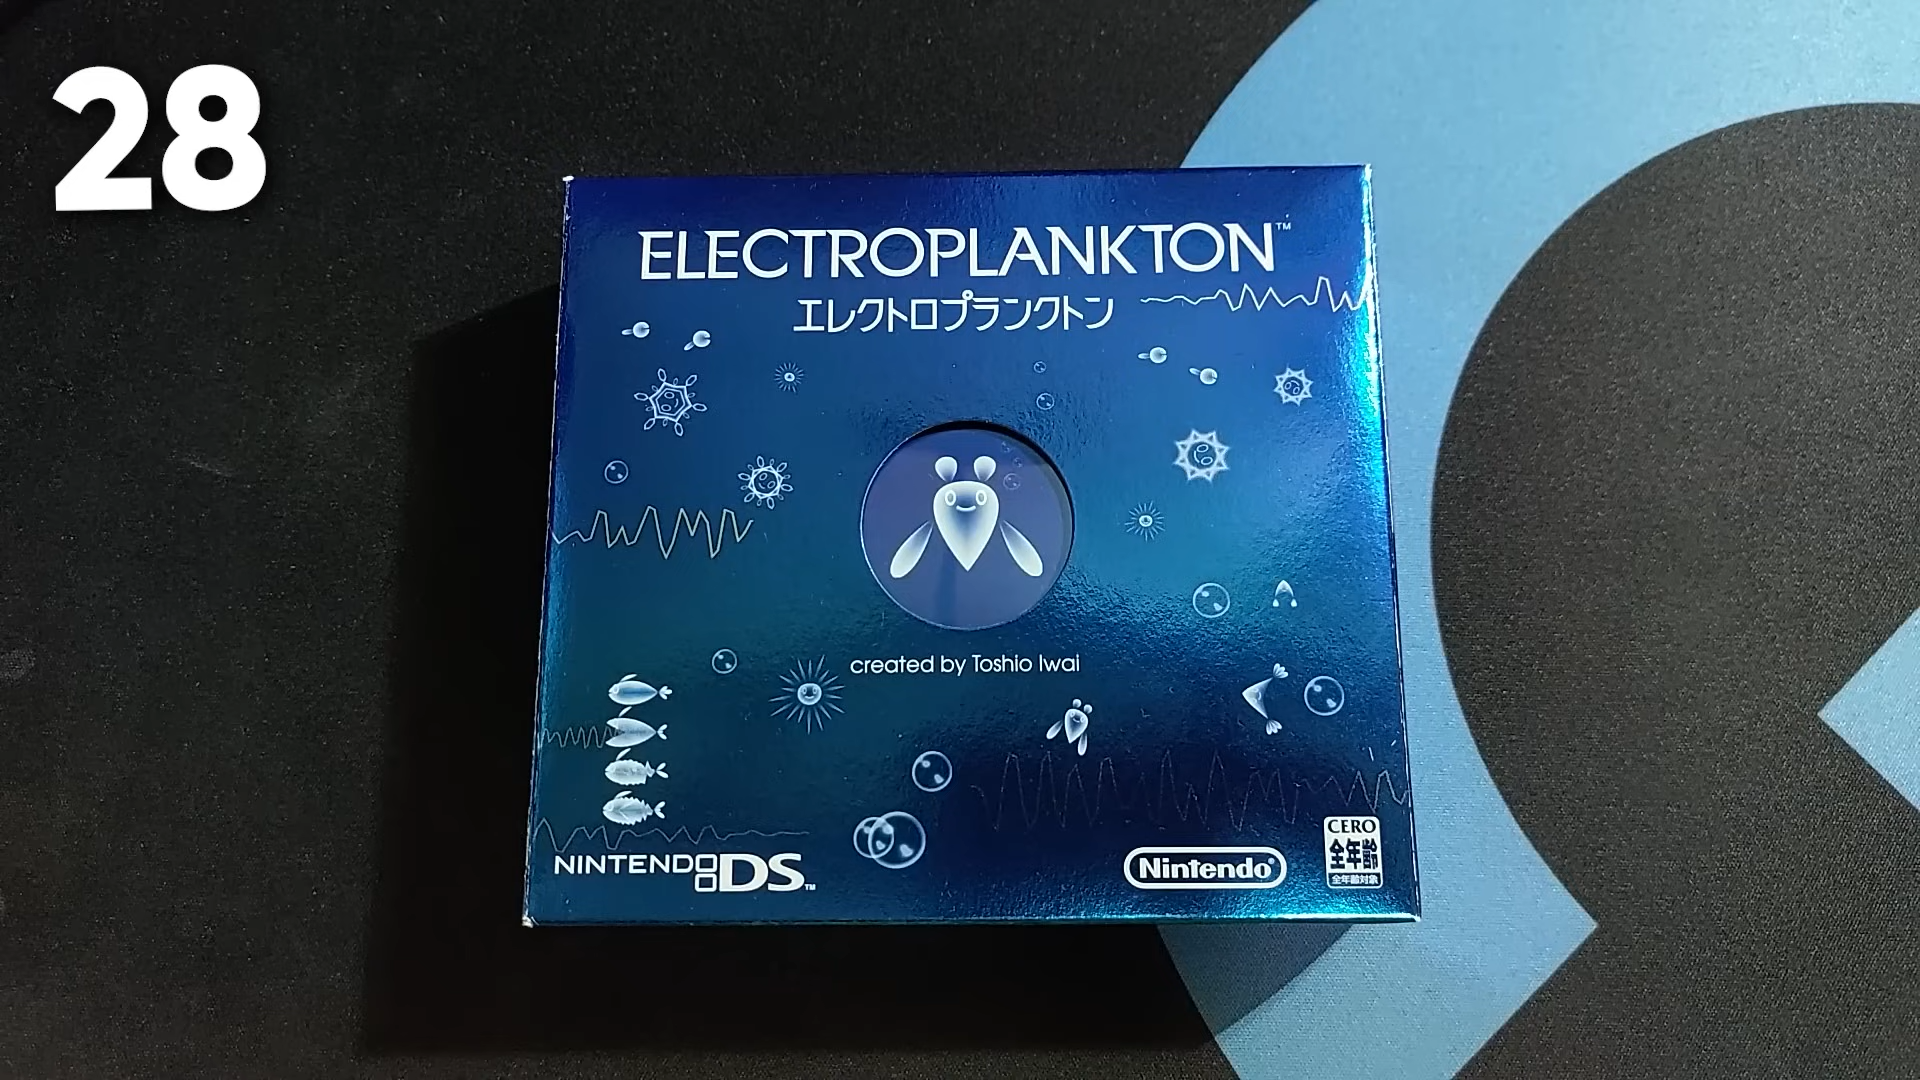 28
ELECTROPLANKTON™
エレクトロプランクトン
created by Toshio Iwai
NINTENDO DS™
Nintendo®
CERO
全年齢
全年齢対象